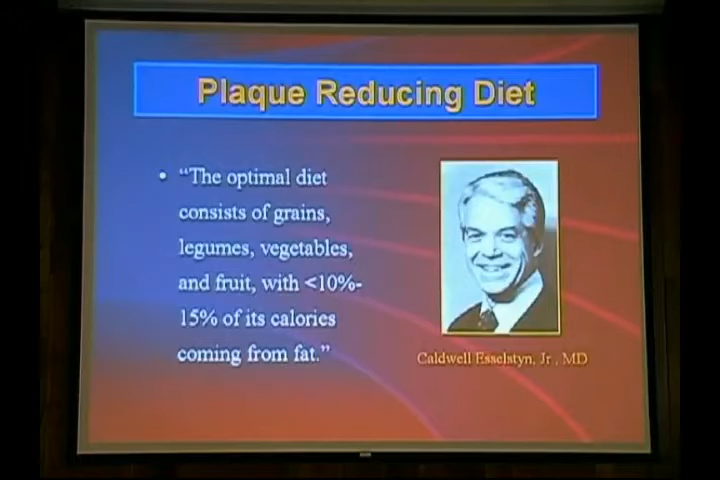 Plaque Reducing Diet
• “The optimal diet
consists of grains,
legumes, vegetables,
and fruit, with <10%-
15% of its calories
coming from fat.”
Caldwell Esselstyn, Jr., MD